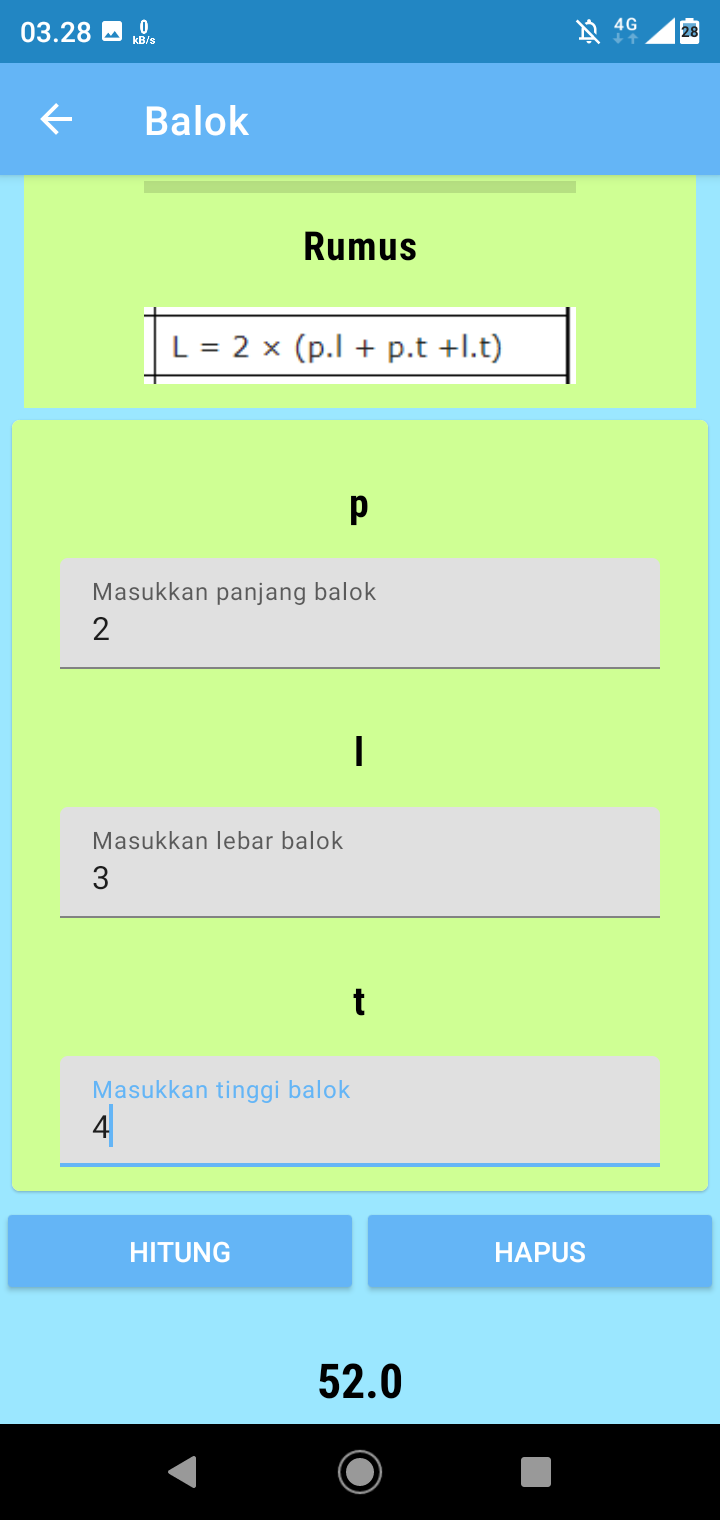 03.28 0 kB/s 4G 28
Balok
Rumus
L = 2 × (p.l + p.t +l.t)
p
Masukkan panjang balok
2
l
Masukkan lebar balok
3
t
Masukkan tinggi balok
4
HITUNG HAPUS
52.0